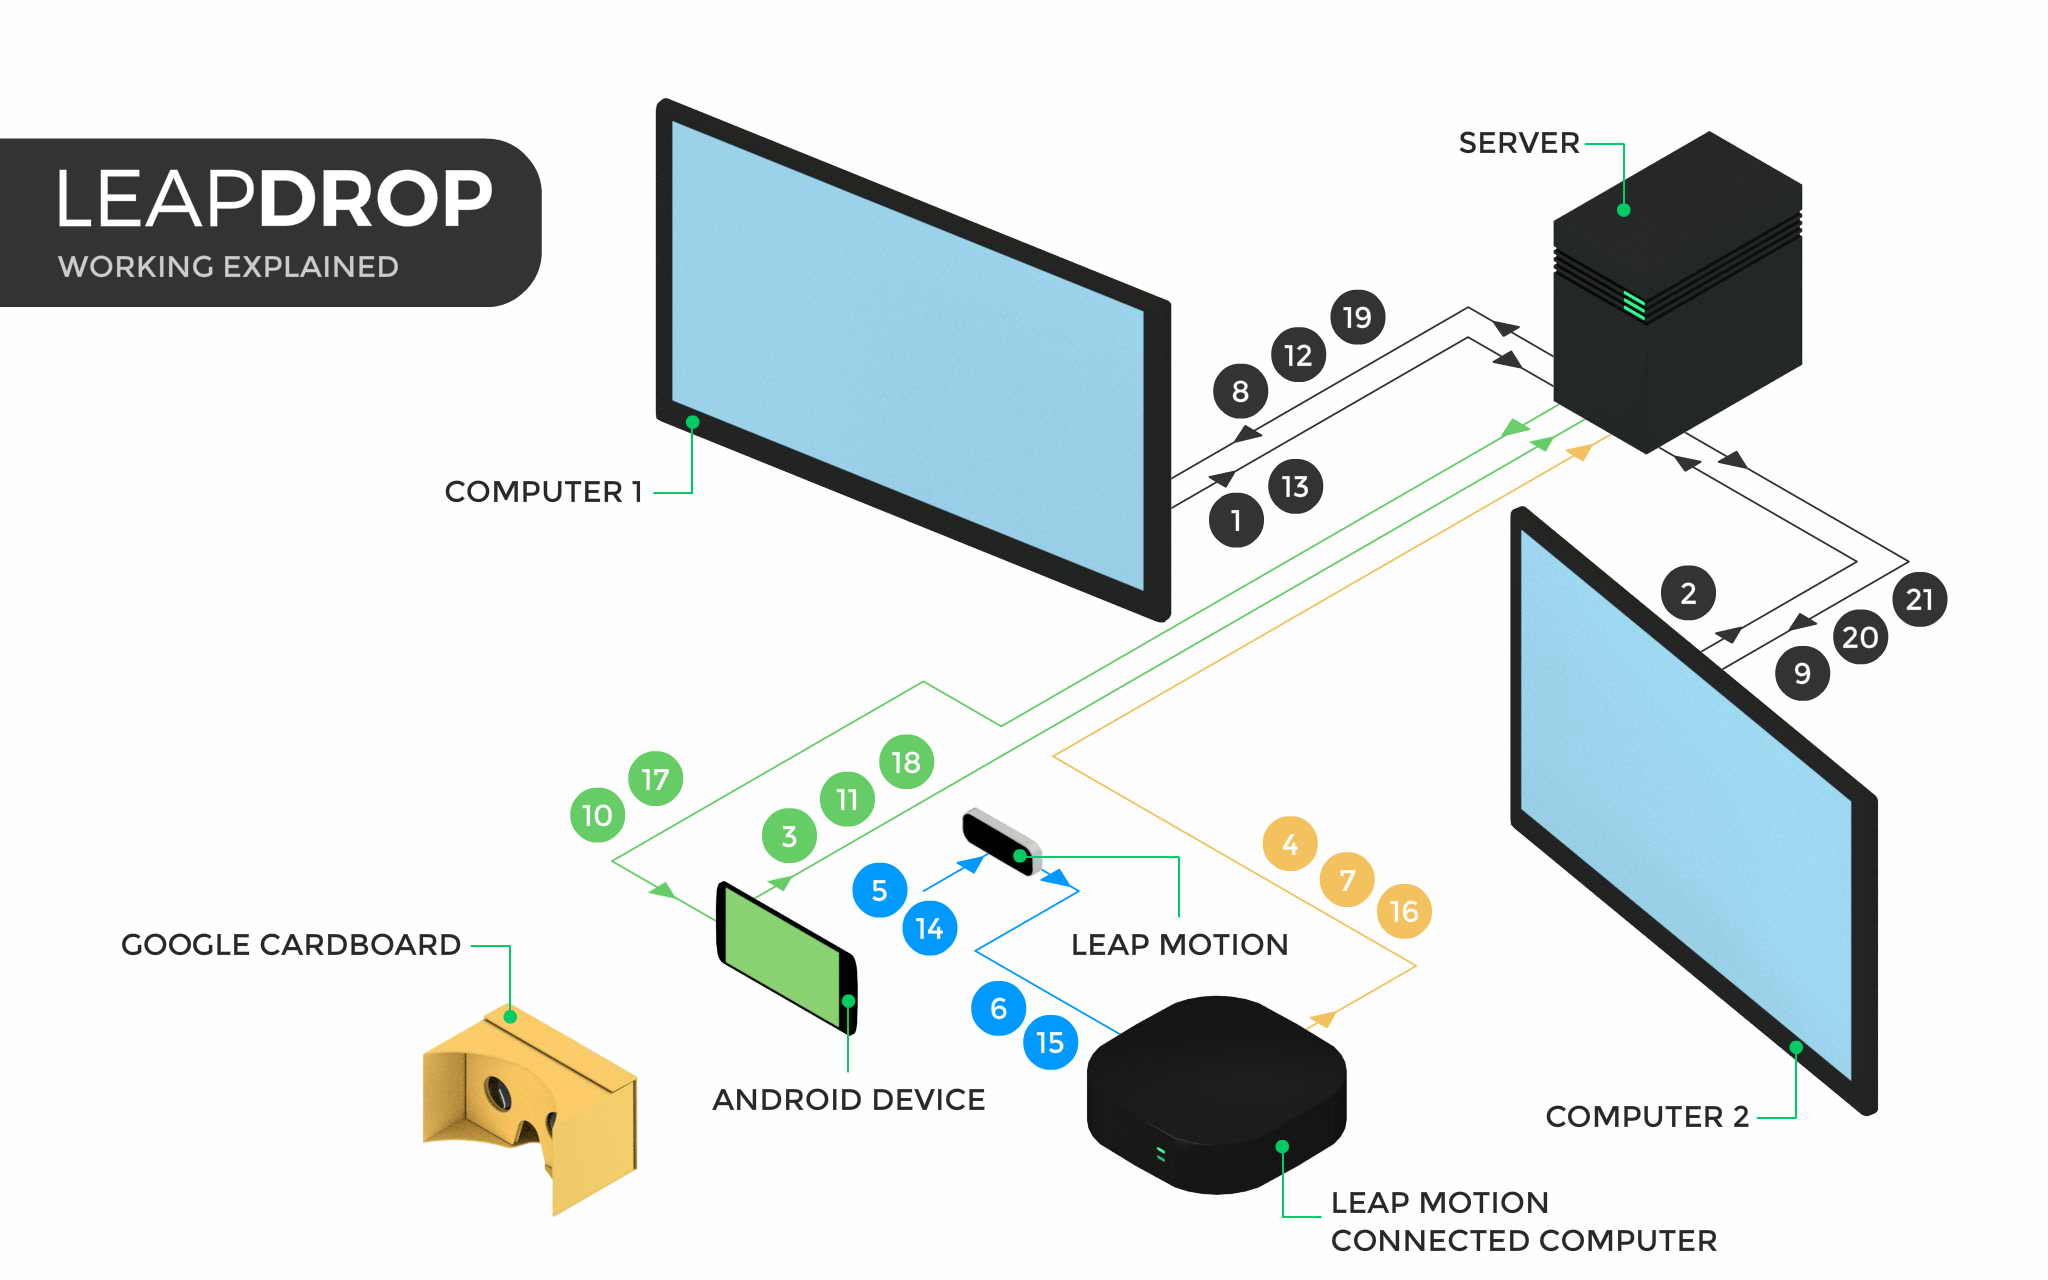 LEAPDROP
WORKING EXPLAINED
SERVER
COMPUTER 1
19
12
8
13
1
2
21
20
9
18
17
11
10
3
4
7
16
5
14
GOOGLE CARDBOARD
LEAP MOTION
6
15
ANDROID DEVICE
COMPUTER 2
LEAP MOTION
CONNECTED COMPUTER